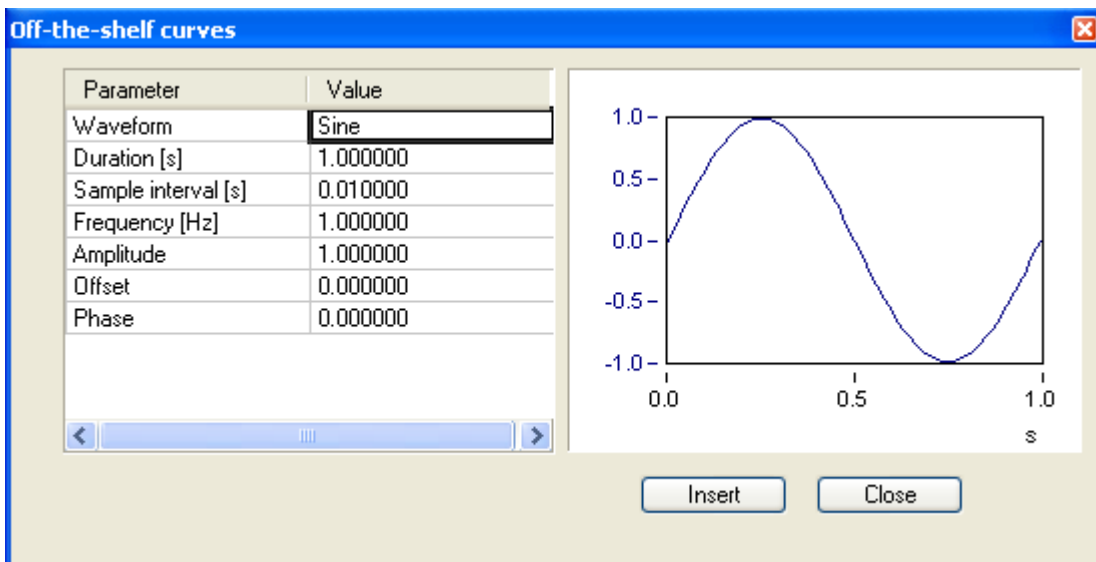 Off-the-shelf curves
Parameter Value
Waveform Sine
Duration [s] 1.000000
Sample interval [s] 0.010000
Frequency [Hz] 1.000000
Amplitude 1.000000
Offset 0.000000
Phase 0.000000
1.0
0.5
0.0
-0.5
-1.0
0.0 0.5 1.0
s
Insert Close